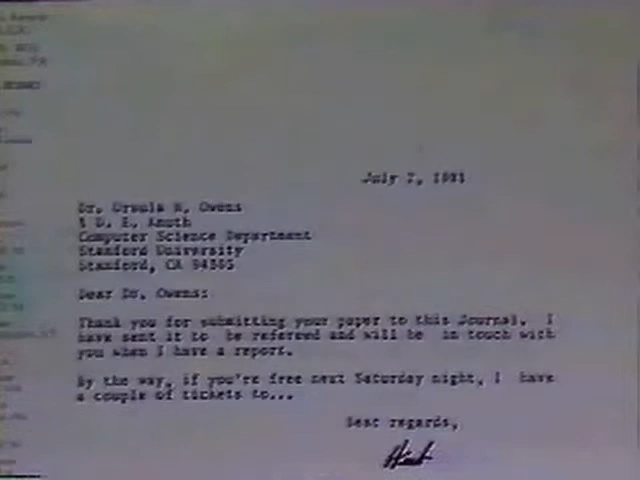 July 7, 1981
Dr. Ursula N. Owens
% D. E. Knuth
Computer Science Department
Stanford University
Stanford, CA 94305
Dear Dr. Owens:
Thank you for submitting your paper to this Journal. I
have sent it to be refereed and will be in touch with
you when I have a report.
By the way, if you're free next Saturday night, I have
a couple of tickets to...
Best regards,